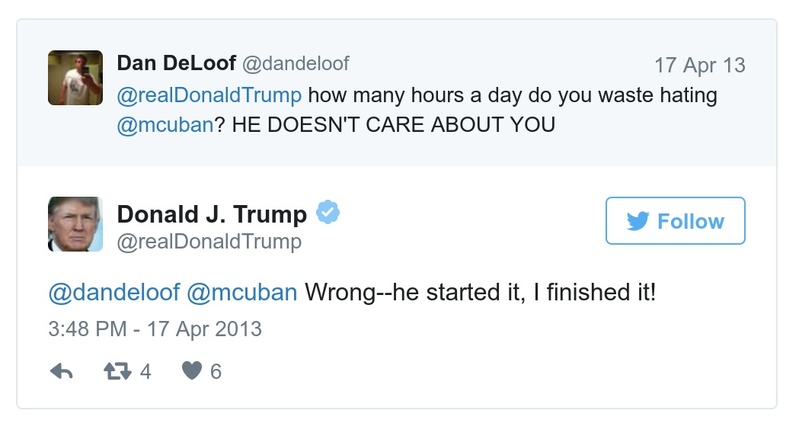 Dan DeLoof @dandeloof 17 Apr 13
@realDonaldTrump how many hours a day do you waste hating
@mcuban? HE DOESN'T CARE ABOUT YOU
Donald J. Trump
Follow
@realDonaldTrump
@dandeloof @mcuban Wrong--he started it, I finished it!
3:48 PM - 17 Apr 2013
4 6